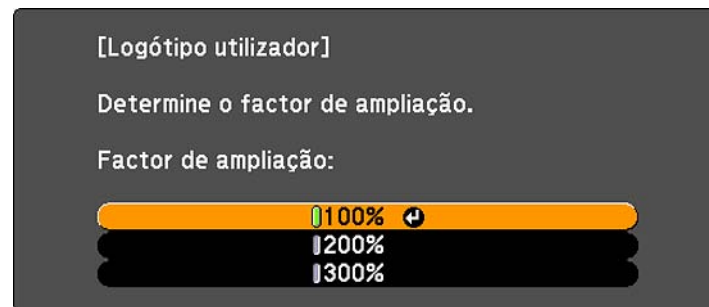 [Logótipo utilizador]
Determine o factor de ampliação.
Factor de ampliação:
100%
200%
300%